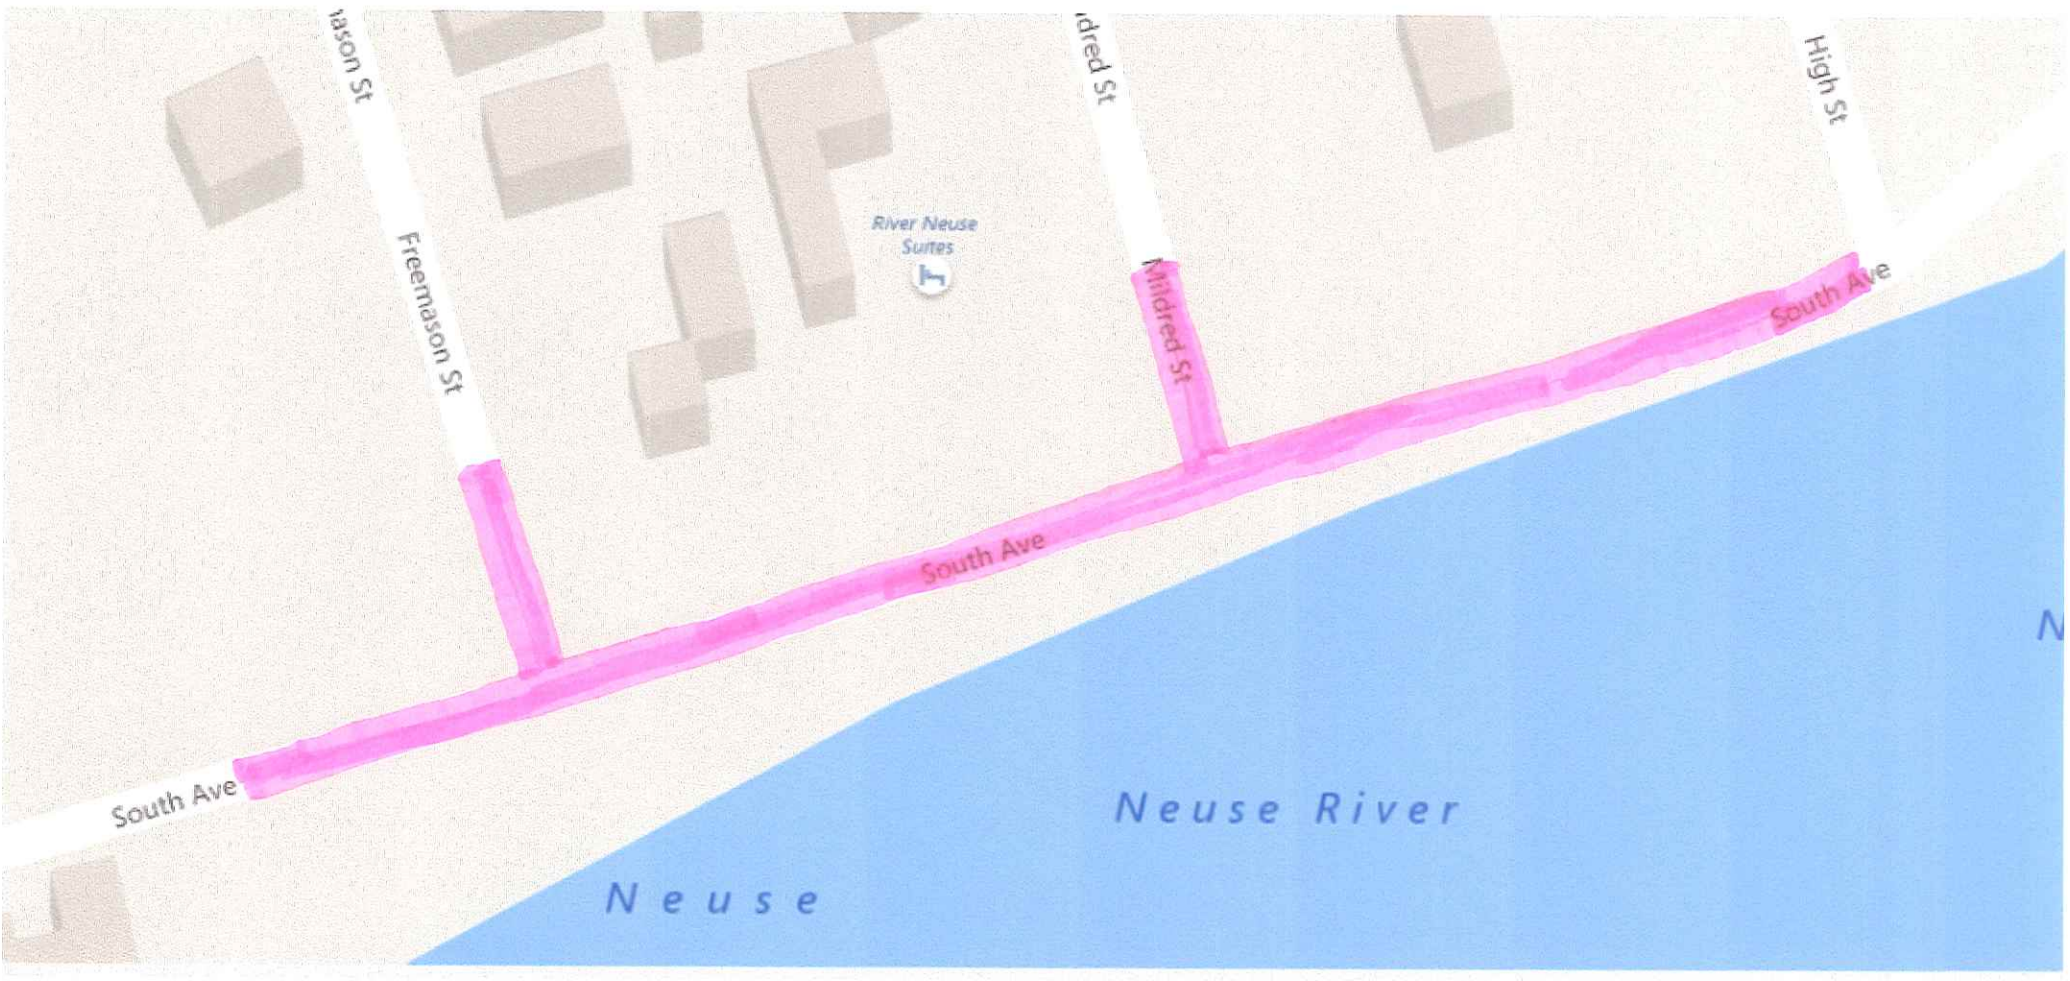 ason St
dred St
High St
River Neuse
Suites
Freemason St
Mildred St
South Ave
South Ave
South Ave
Neuse River
Neuse
N